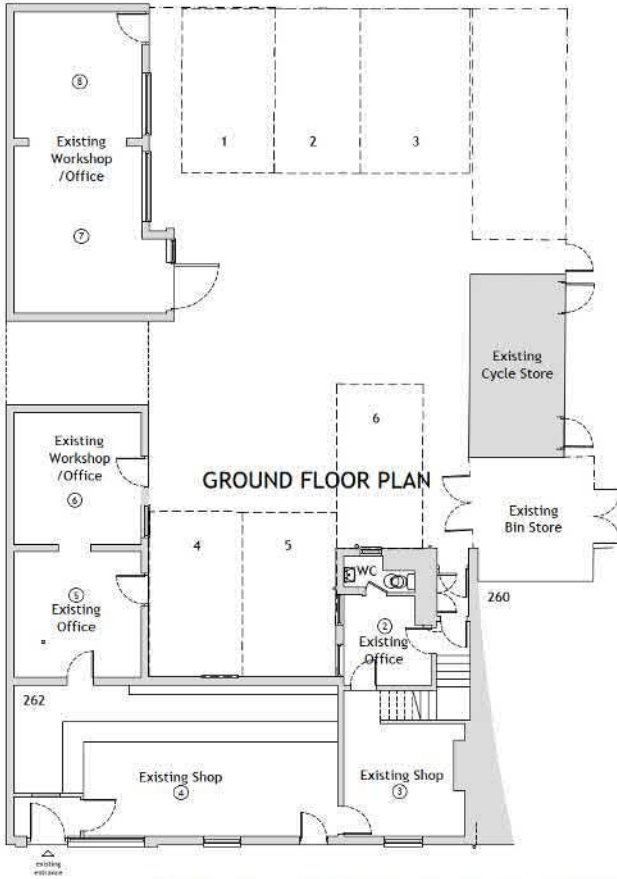 8
Existing
Workshop
/Office
7
1
2
3
Existing
Cycle Store
Existing
Workshop
/Office
6
6
GROUND FLOOR PLAN
Existing
Bin Store
4
5
WC
5
Existing
Office
2
Existing
Office
260
262
Existing Shop
4
Existing Shop
3
existing
entrance